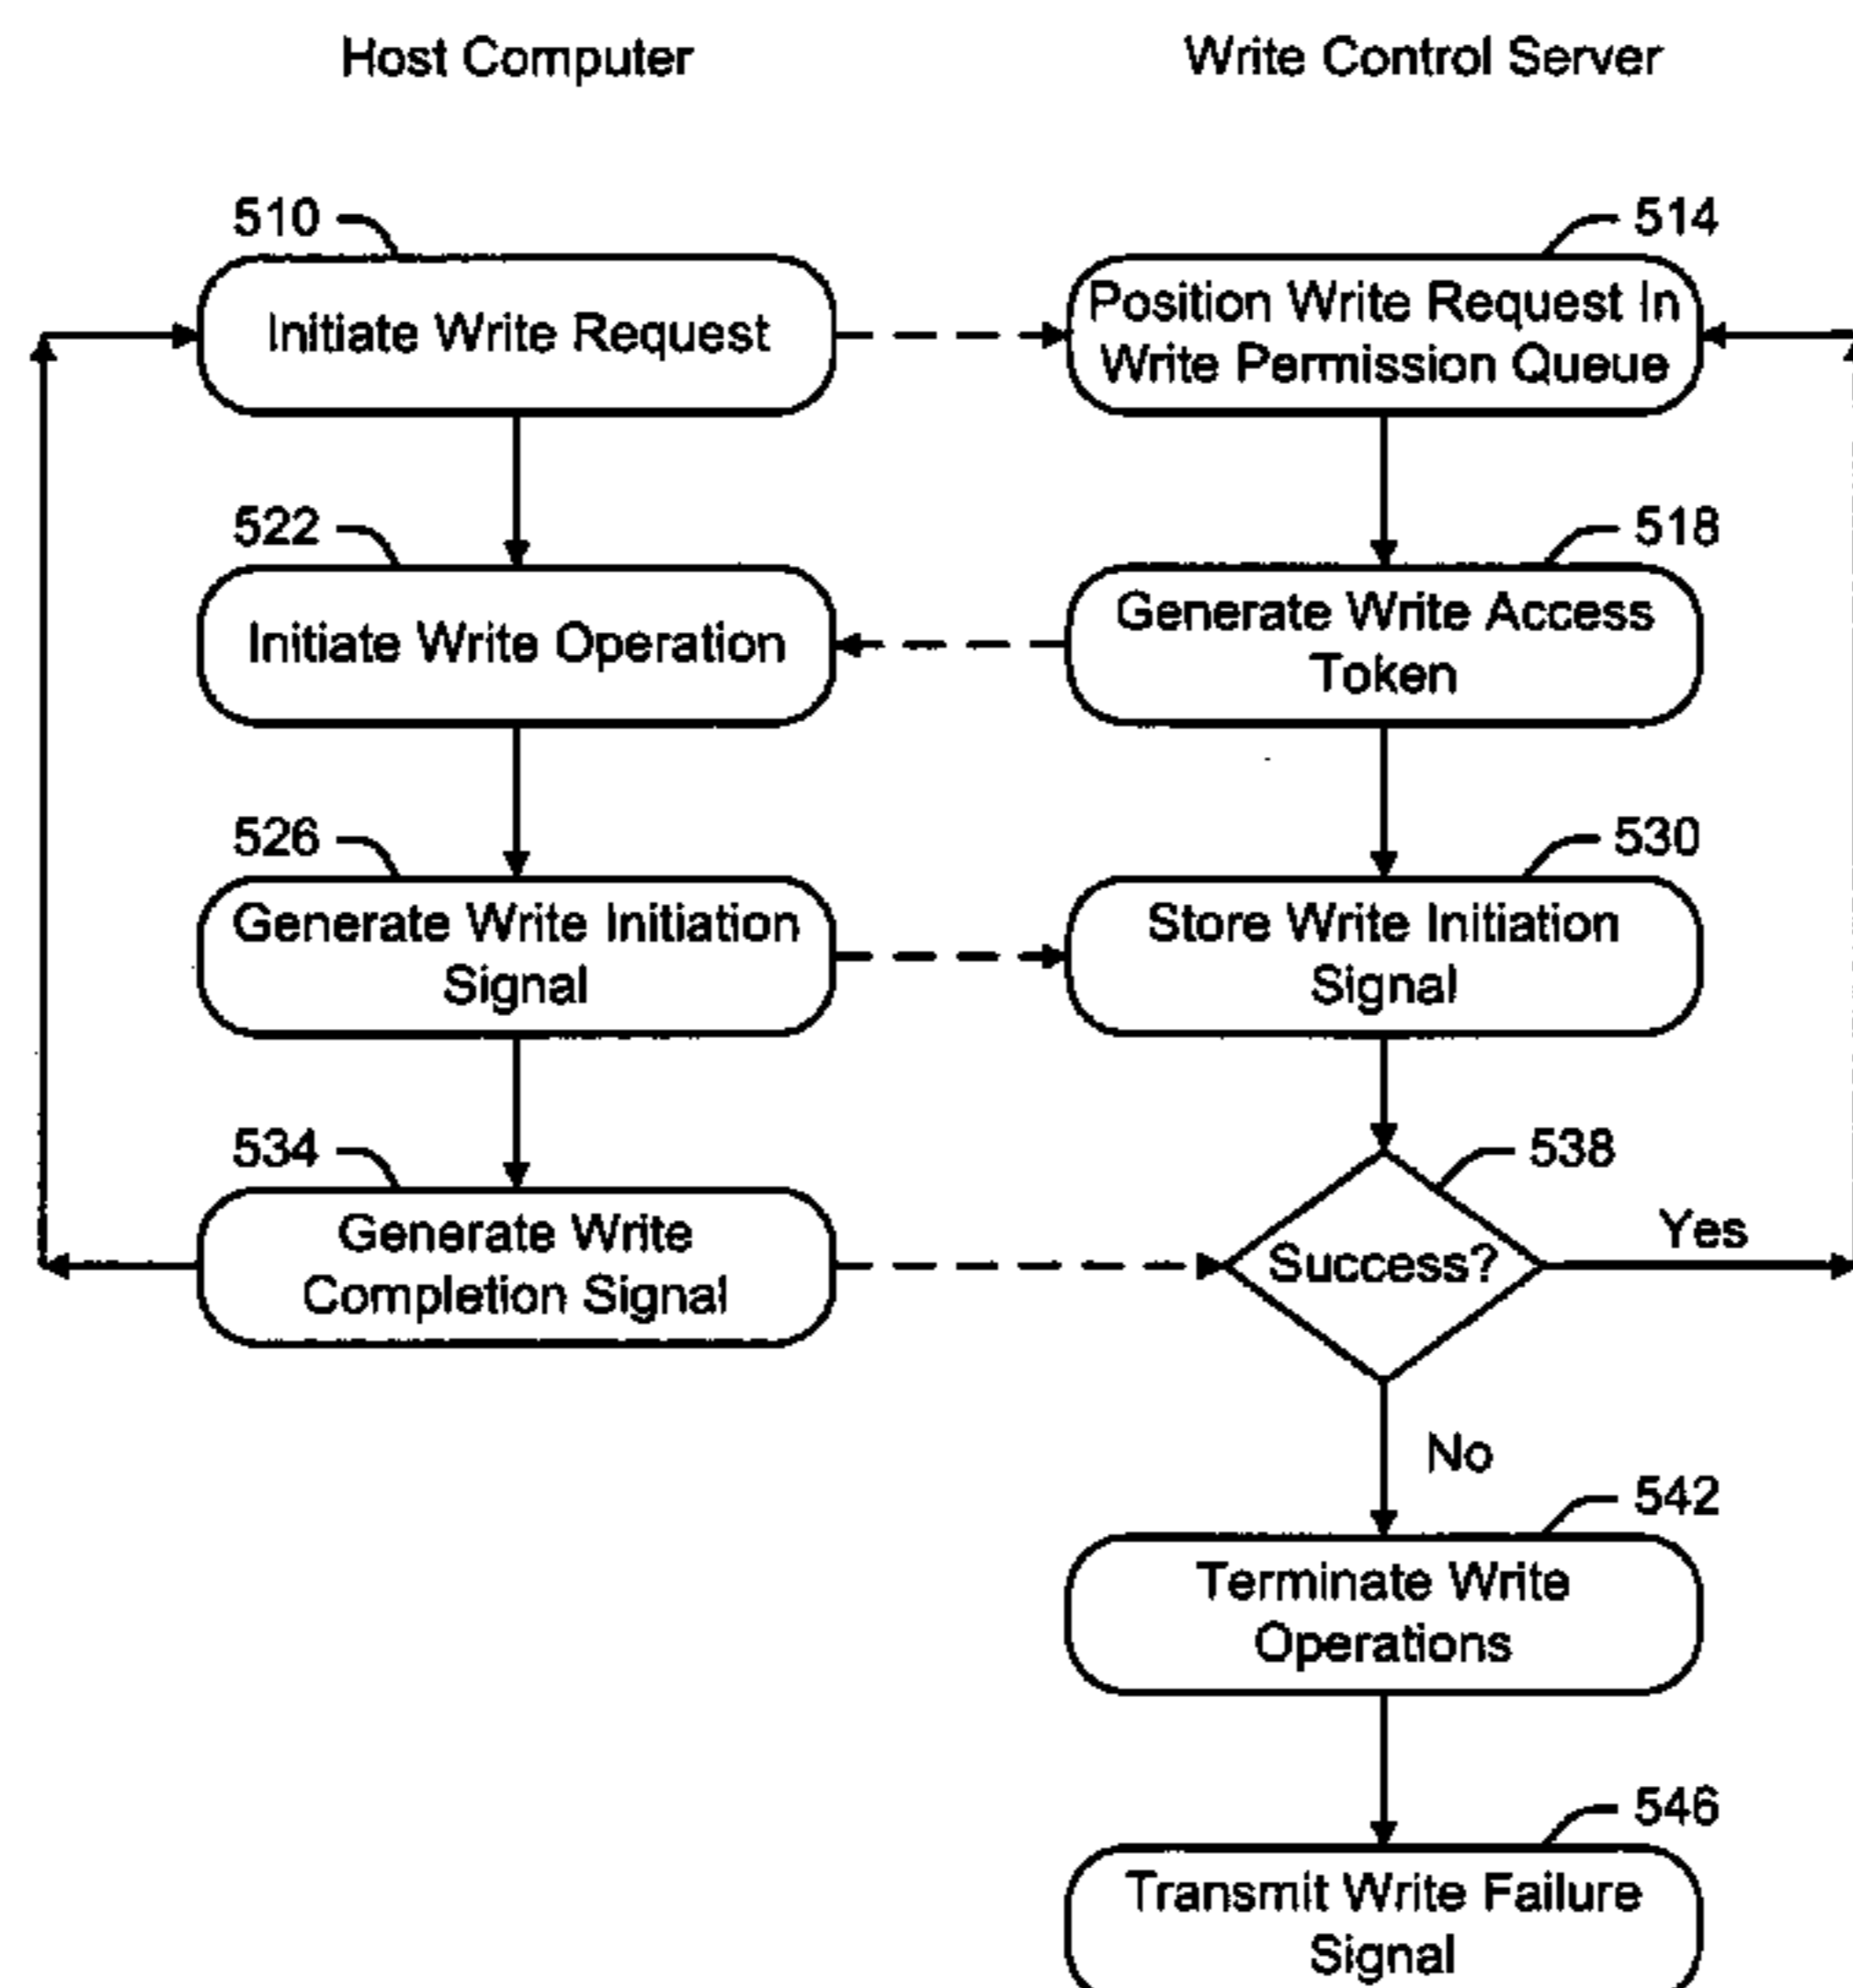 Host Computer
Write Control Server
510
514
Initiate Write Request
Position Write Request In
Write Permission Queue
522
518
Initiate Write Operation
Generate Write Access
Token
526
530
Generate Write Initiation
Signal
Store Write Initiation
Signal
534
538
Generate Write
Completion Signal
Success?
Yes
No
542
Terminate Write
Operations
546
Transmit Write Failure
Signal